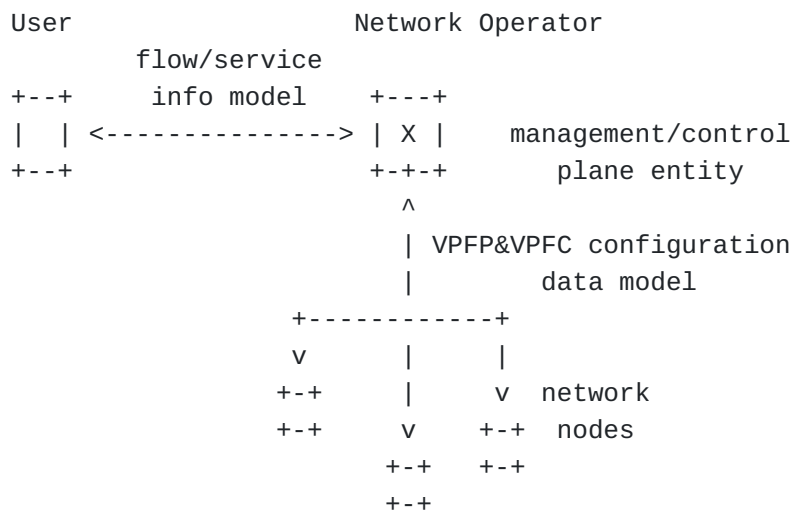 User                  Network Operator
        flow/service
+--+     info model    +---+
|  | <---------------> | X |    management/control
+--+                   +-+-+       plane entity
                         ^
                         | VPFP&VPFC configuration
                         |        data model
                  +------------+
                  v      |     |
                 +-+     |     v  network
                 +-+     v    +-+  nodes
                        +-+   +-+
                        +-+